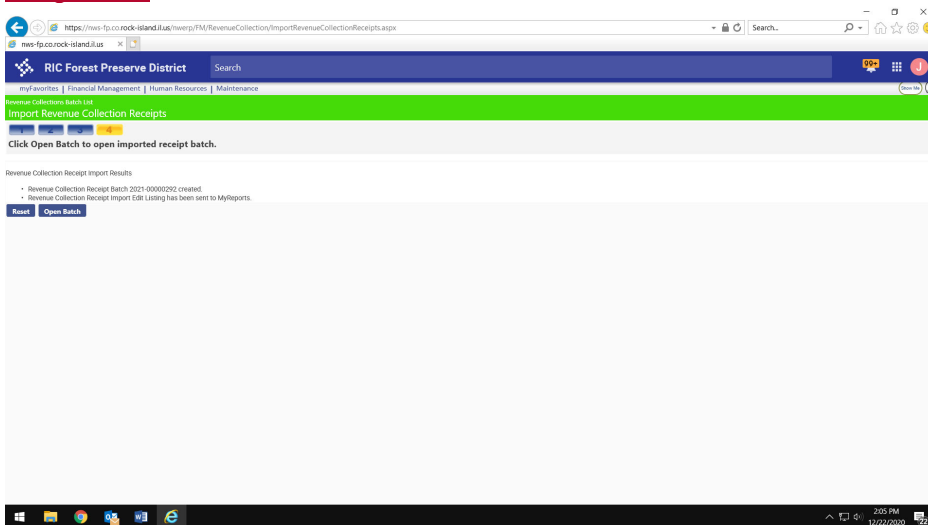 https://nws-fp.co.rock-island.il.us/nwerp/FM/RevenueCollection/ImportRevenueCollectionReceipts.aspx
Search...
nws-fp.co.rock-island.il.us
RIC Forest Preserve District
Search
99+
J
myFavorites | Financial Management | Human Resources | Maintenance
Show Me
Revenue Collections Batch List
Import Revenue Collection Receipts
1 2 3 4
Click Open Batch to open imported receipt batch.
Revenue Collection Receipt Import Results
• Revenue Collection Receipt Batch 2021-00000292 created.
• Revenue Collection Receipt Import Edit Listing has been sent to MyReports.
Reset Open Batch
2:05 PM
12/22/2020
22